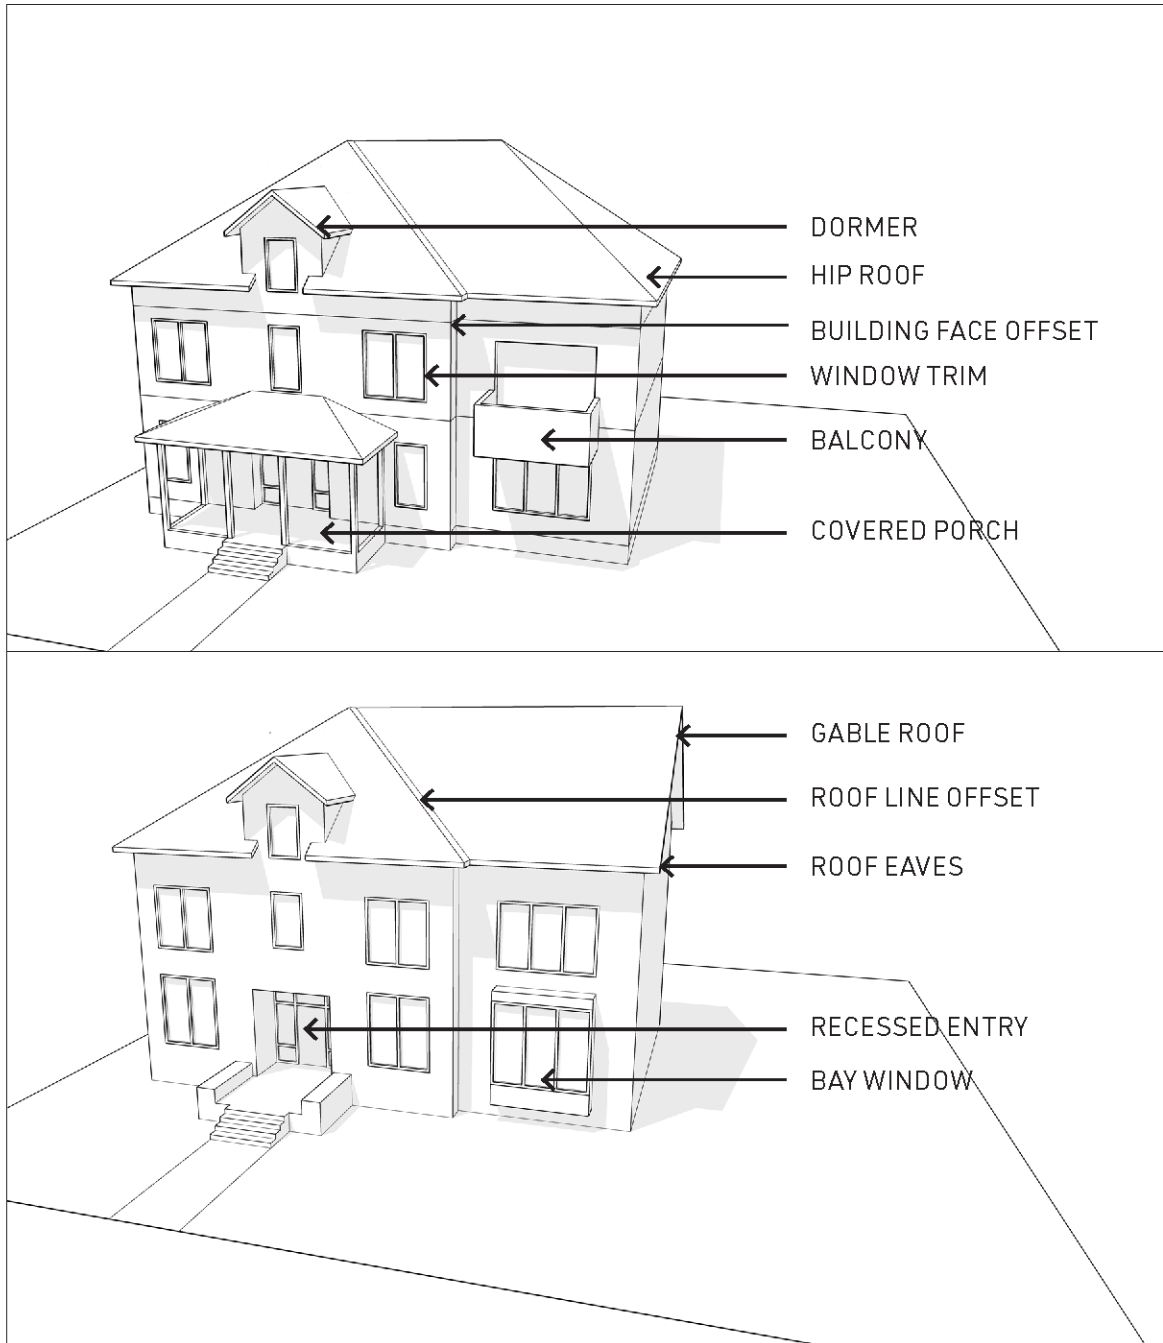 DORMER
HIP ROOF
BUILDING FACE OFFSET
WINDOW TRIM
BALCONY
COVERED PORCH
GABLE ROOF
ROOF LINE OFFSET
ROOF EAVES
RECESSED ENTRY
BAY WINDOW